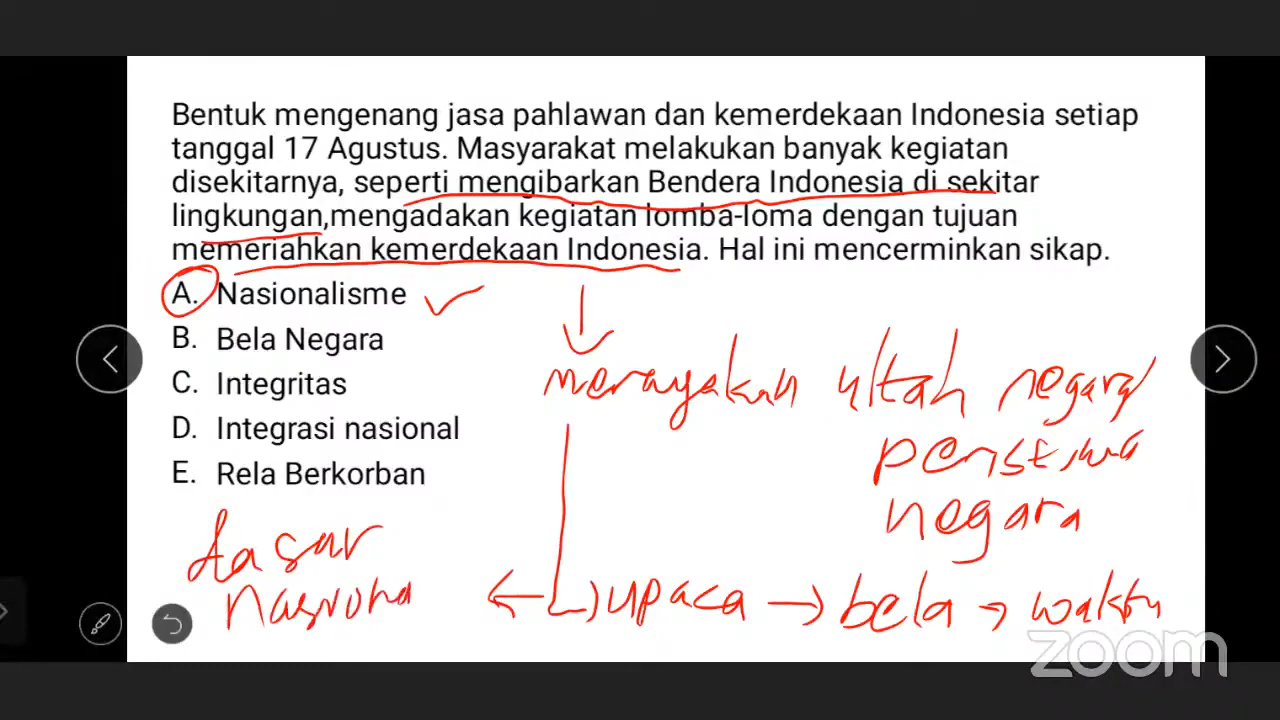 Bentuk mengenang jasa pahlawan dan kemerdekaan Indonesia setiap
tanggal 17 Agustus. Masyarakat melakukan banyak kegiatan
disekitarnya, seperti mengibarkan Bendera Indonesia di sekitar
lingkungan,mengadakan kegiatan lomba-loma dengan tujuan
memeriahkan kemerdekaan Indonesia. Hal ini mencerminkan sikap.
A. Nasionalisme
B. Bela Negara
C. Integritas
D. Integrasi nasional
E. Rela Berkorban
merayakan ultah negara/
peristiwa
negara
dasar
upaca → bela → waktu
zoom